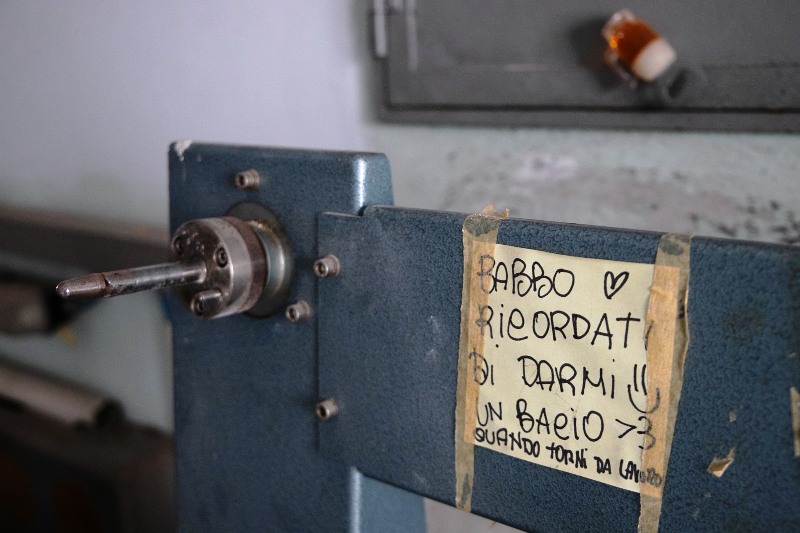 BABBO ♡
RiCORDATi
Di DARMi !!
UN BACiO >3
QUANDO TORNi DA LAVORO